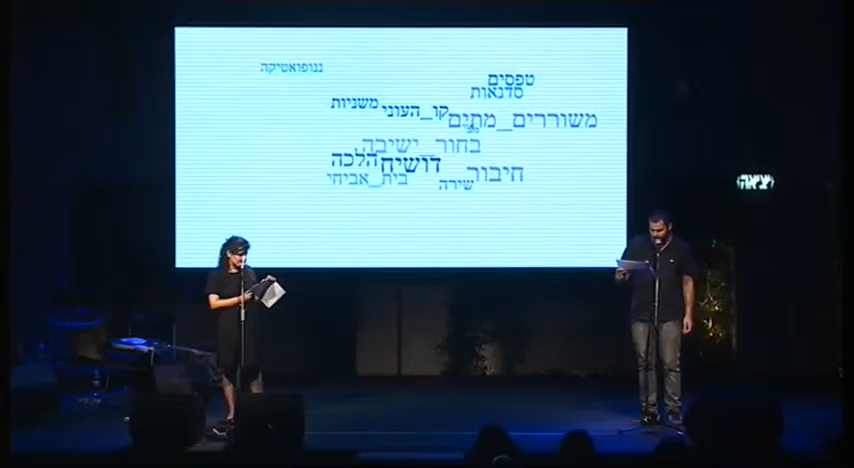 ננופואטיקה
טפסים
סדנאות
משניות
קו_העוני
משוררים_מתים
בחור_ישיבה
הלכה
דושיח
חיבור
בית_אביחי
שירה
יציאה